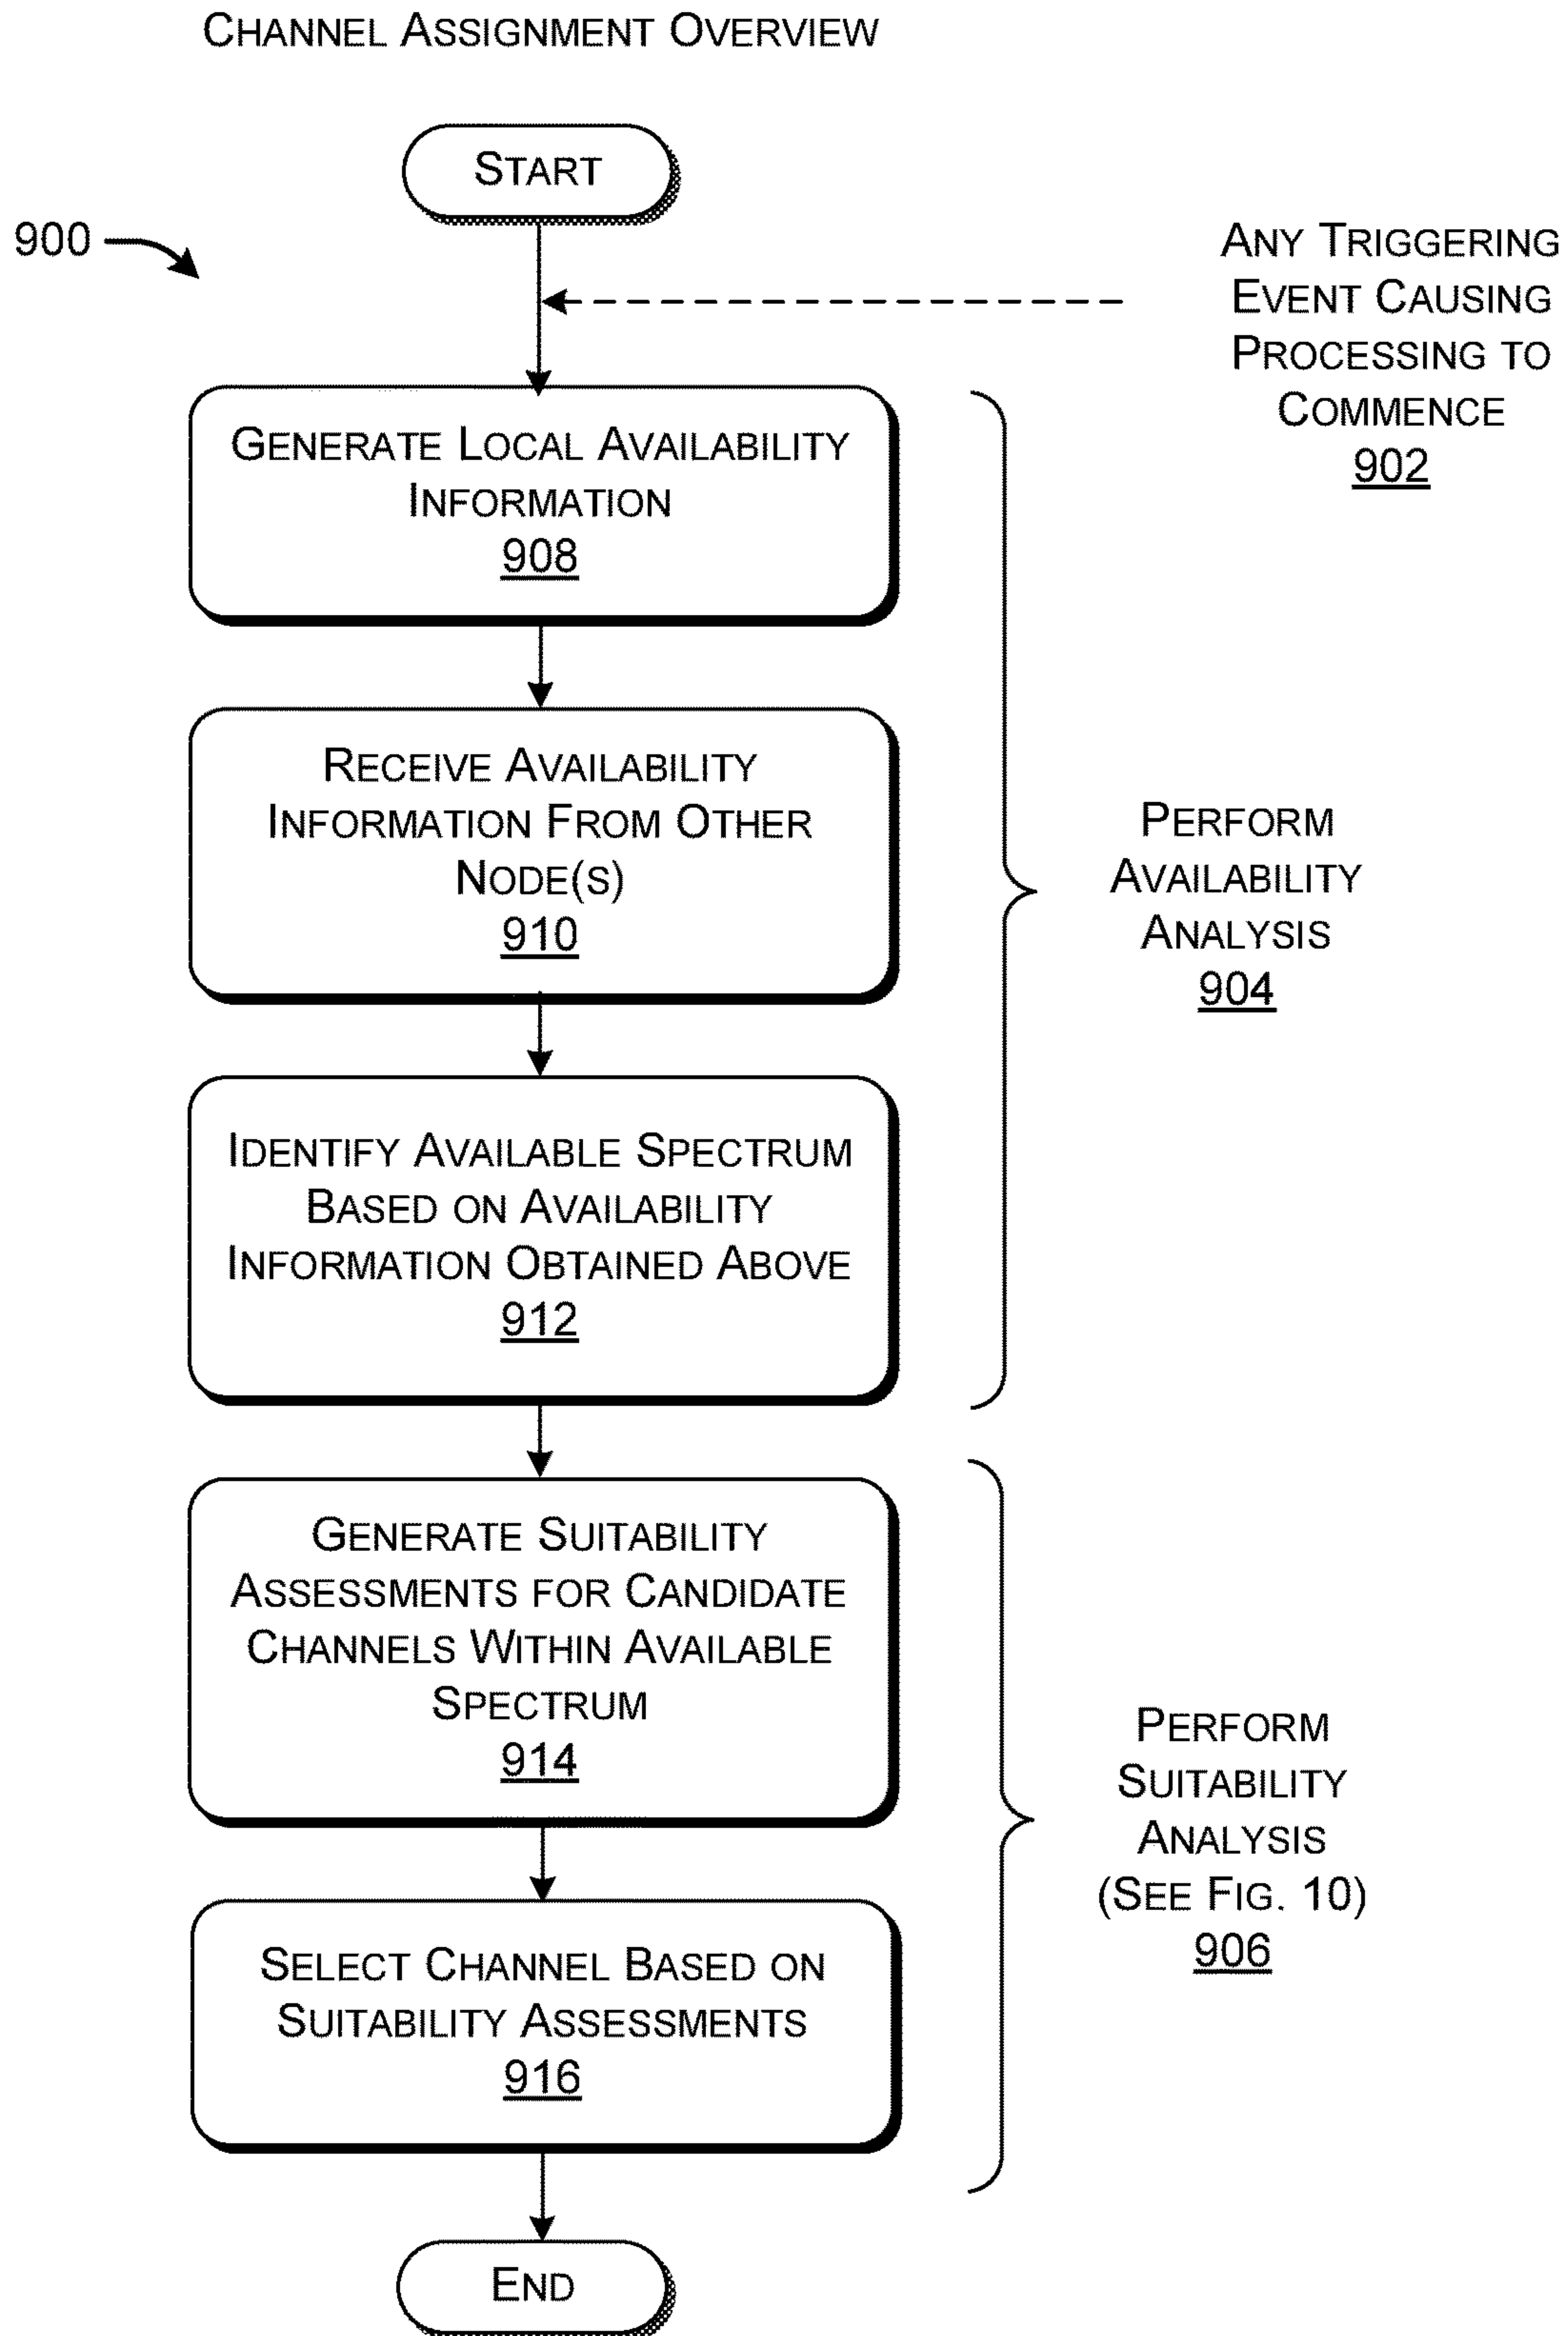 CHANNEL ASSIGNMENT OVERVIEW
START
900
ANY TRIGGERING
EVENT CAUSING
PROCESSING TO
COMMENCE
902
GENERATE LOCAL AVAILABILITY
INFORMATION
908
RECEIVE AVAILABILITY
INFORMATION FROM OTHER
NODE(S)
910
PERFORM
AVAILABILITY
ANALYSIS
904
IDENTIFY AVAILABLE SPECTRUM
BASED ON AVAILABILITY
INFORMATION OBTAINED ABOVE
912
GENERATE SUITABILITY
ASSESSMENTS FOR CANDIDATE
CHANNELS WITHIN AVAILABLE
SPECTRUM
914
PERFORM
SUITABILITY
ANALYSIS
(SEE FIG. 10)
906
SELECT CHANNEL BASED ON
SUITABILITY ASSESSMENTS
916
END